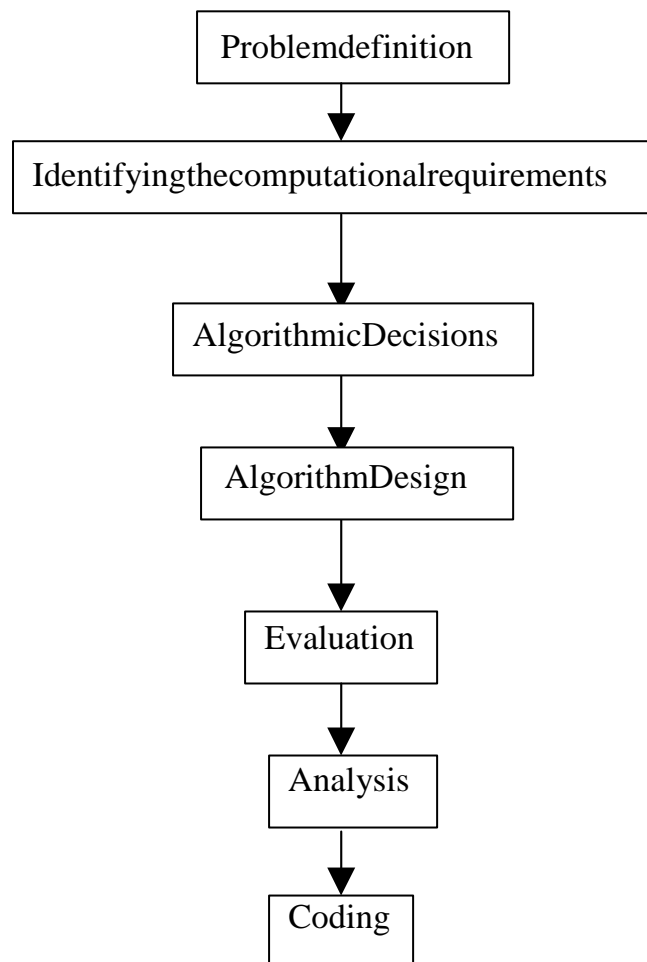 Problemdefinition
Identifyingthecomputationalrequirements
AlgorithmicDecisions
AlgorithmDesign
Evaluation
Analysis
Coding